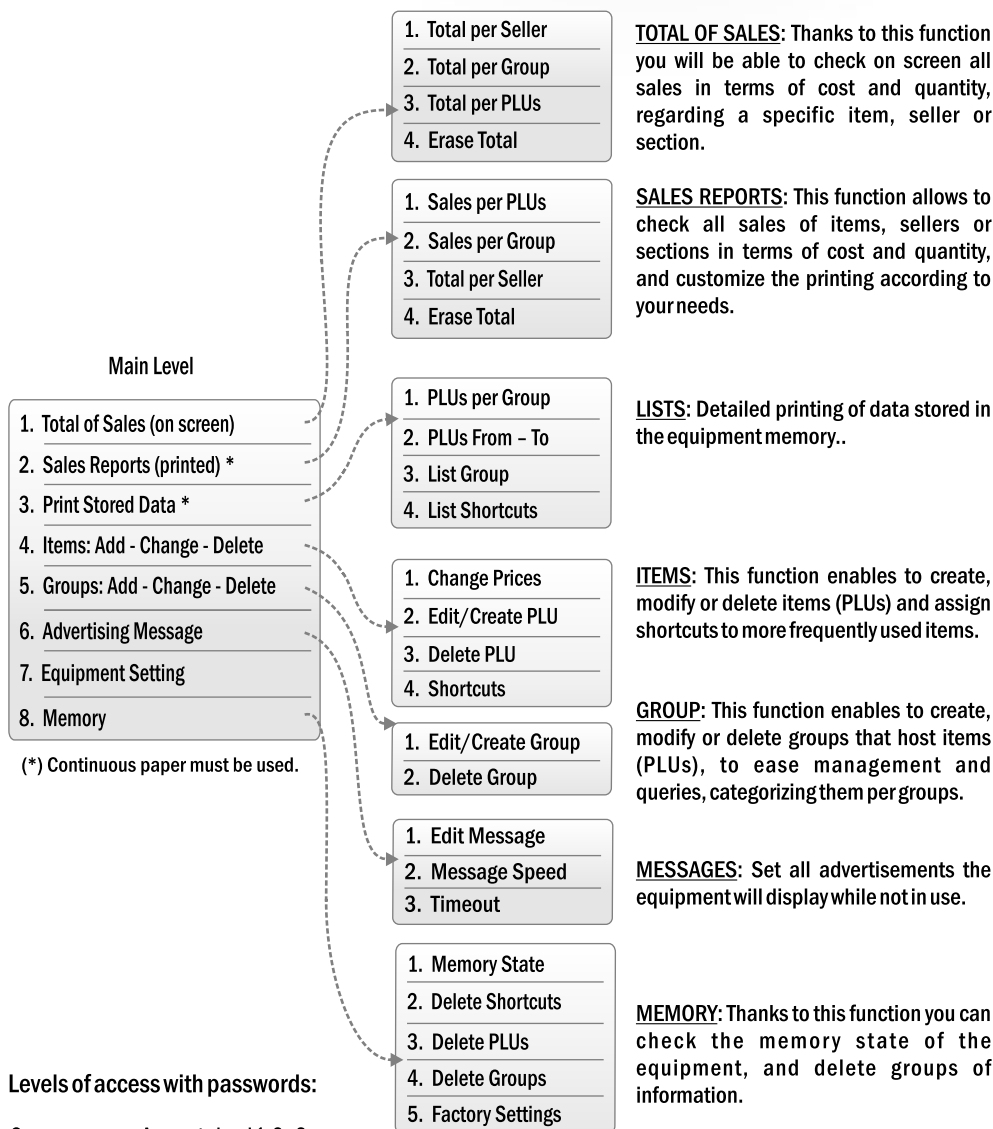 1. Total per Seller
2. Total per Group
3. Total per PLUs
4. Erase Total
TOTAL OF SALES: Thanks to this function
you will be able to check on screen all
sales in terms of cost and quantity,
regarding a specific item, seller or
section.
1. Sales per PLUs
2. Sales per Group
3. Total per Seller
4. Erase Total
SALES REPORTS: This function allows to
check all sales of items, sellers or
sections in terms of cost and quantity,
and customize the printing according to
your needs.
Main Level
1. Total of Sales (on screen)
2. Sales Reports (printed) *
3. Print Stored Data *
4. Items: Add - Change - Delete
5. Groups: Add - Change - Delete
6. Advertising Message
7. Equipment Setting
8. Memory
(*) Continuous paper must be used.
1. PLUs per Group
2. PLUs From – To
3. List Group
4. List Shortcuts
LISTS: Detailed printing of data stored in
the equipment memory..
1. Change Prices
2. Edit/Create PLU
3. Delete PLU
4. Shortcuts
ITEMS: This function enables to create,
modify or delete items (PLUs) and assign
shortcuts to more frequently used items.
1. Edit/Create Group
2. Delete Group
GROUP: This function enables to create,
modify or delete groups that host items
(PLUs), to ease management and
queries, categorizing them per groups.
1. Edit Message
2. Message Speed
3. Timeout
MESSAGES: Set all advertisements the
equipment will display while not in use.
1. Memory State
2. Delete Shortcuts
3. Delete PLUs
4. Delete Groups
5. Factory Settings
MEMORY: Thanks to this function you can
check the memory state of the
equipment, and delete groups of
information.
Levels of access with passwords: